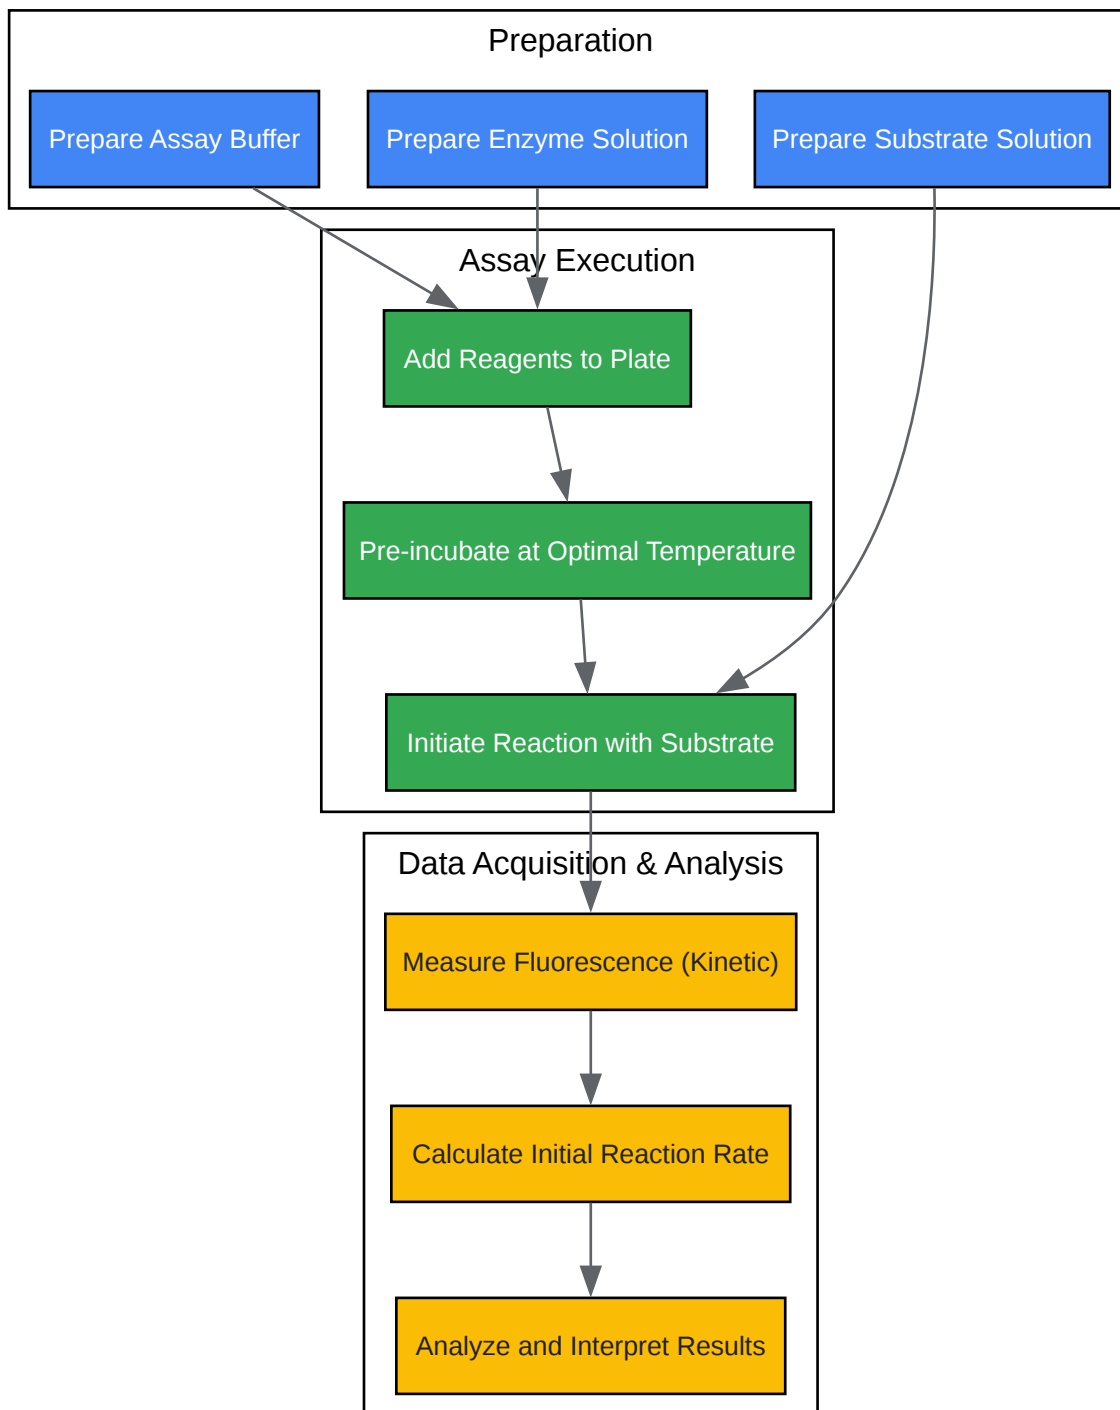 Preparation
Prepare Assay Buffer
Prepare Enzyme Solution
Prepare Substrate Solution
Assay Execution
Add Reagents to Plate
Pre-incubate at Optimal Temperature
Initiate Reaction with Substrate
Data Acquisition & Analysis
Measure Fluorescence (Kinetic)
Calculate Initial Reaction Rate
Analyze and Interpret Results